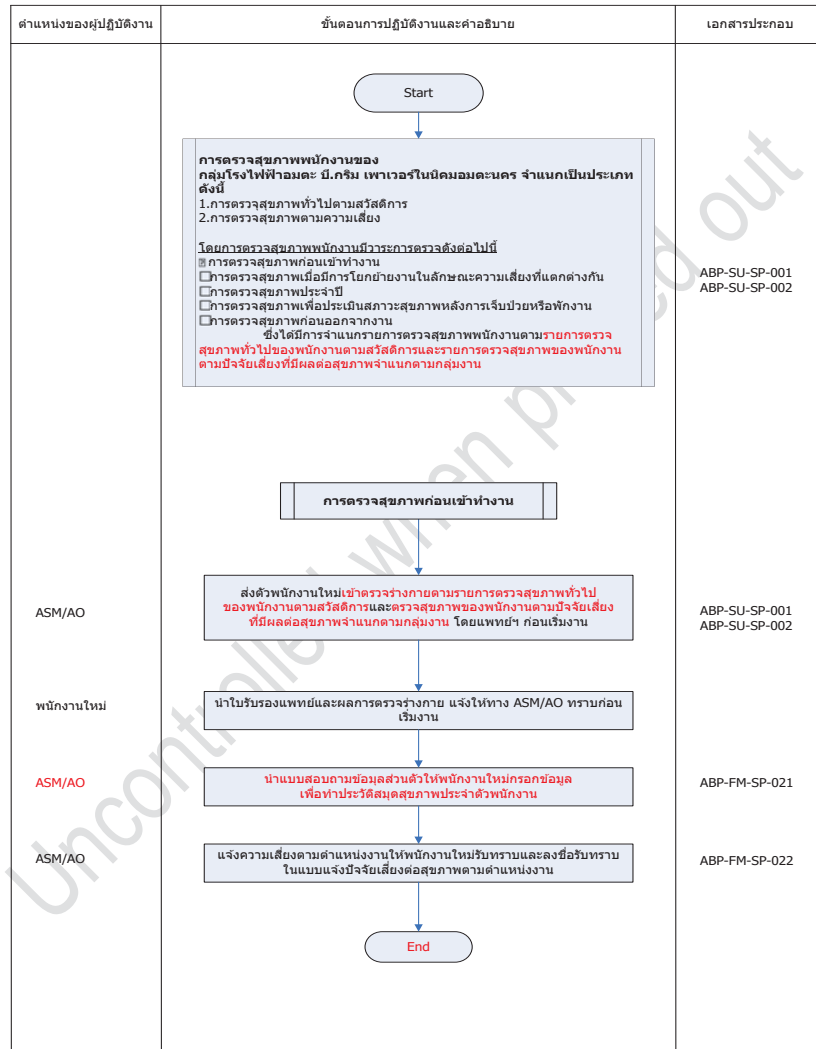 ตำแหน่งของผู้ปฏิบัติงาน
ขั้นตอนการปฏิบัติงานและคำอธิบาย
เอกสารประกอบ
Start
การตรวจสุขภาพพนักงานของ
กลุ่มโรงไฟฟ้าอมตะ บี.กริม เพาเวอร์ในนิคมอมตะนคร จำแนกเป็นประเภท
ดังนี้
1.การตรวจสุขภาพทั่วไปตามสวัสดิการ
2.การตรวจสุขภาพตามความเสี่ยง
โดยการตรวจสุขภาพพนักงานมีวาระการตรวจดังต่อไปนี้
การตรวจสุขภาพก่อนเข้าทำงาน
การตรวจสุขภาพเมื่อมีการโยกย้ายงานในลักษณะความเสี่ยงที่แตกต่างกัน
การตรวจสุขภาพประจำปี
การตรวจสุขภาพเพื่อประเมินสภาวะสุขภาพหลังการเจ็บป่วยหรือพักงาน
การตรวจสุขภาพก่อนออกจากงาน
ซึ่งได้มีการจำแนกรายการตรวจสุขภาพพนักงานตามรายการตรวจ
สุขภาพทั่วไปของพนักงานตามสวัสดิการและรายการตรวจสุขภาพของพนักงาน
ตามปัจจัยเสี่ยงที่มีผลต่อสุขภาพจำแนกตามกลุ่มงาน
ABP-SU-SP-001
ABP-SU-SP-002
การตรวจสุขภาพก่อนเข้าทำงาน
ASM/AO
ส่งตัวพนักงานใหม่เข้าตรวจร่างกายตามรายการตรวจสุขภาพทั่วไป
ของพนักงานตามสวัสดิการและตรวจสุขภาพของพนักงานตามปัจจัยเสี่ยง
ที่มีผลต่อสุขภาพจำแนกตามกลุ่มงาน โดยแพทย์ฯ ก่อนเริ่มงาน
ABP-SU-SP-001
ABP-SU-SP-002
พนักงานใหม่
นำใบรับรองแพทย์และผลการตรวจร่างกาย แจ้งให้ทาง ASM/AO ทราบก่อน
เริ่มงาน
ASM/AO
นำแบบสอบถามข้อมูลส่วนตัวให้พนักงานใหม่กรอกข้อมูล
เพื่อทำประวัติสมุดสุขภาพประจำตัวพนักงาน
ABP-FM-SP-021
ASM/AO
แจ้งความเสี่ยงตามตำแหน่งงานให้พนักงานใหม่รับทราบและลงชื่อรับทราบ
ในแบบแจ้งปัจจัยเสี่ยงต่อสุขภาพตามตำแหน่งงาน
ABP-FM-SP-022
End
Uncontrolled when printed out